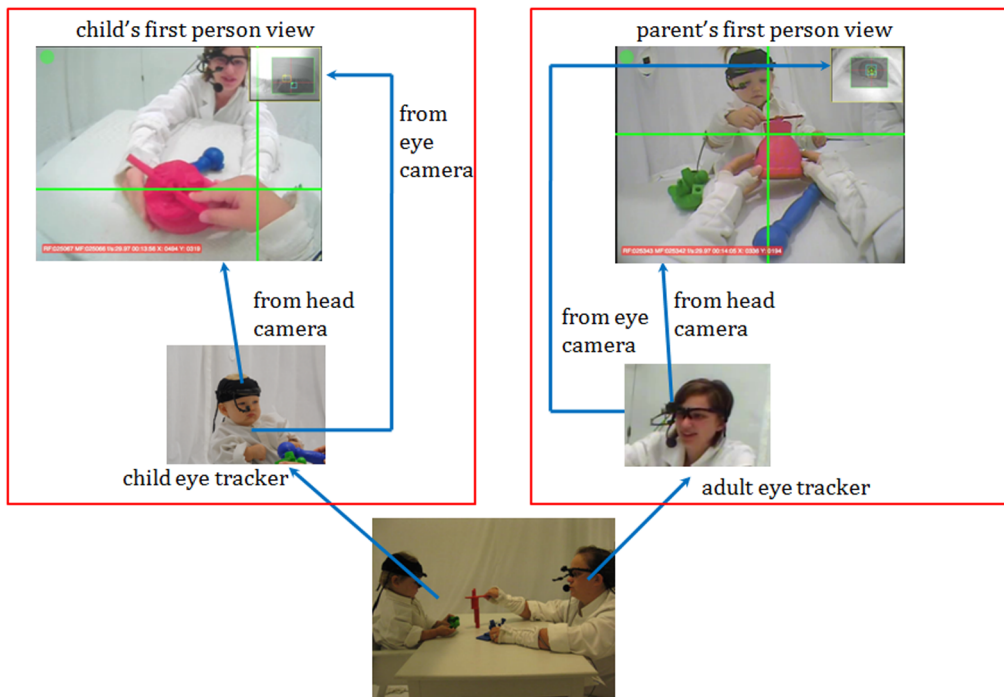 child's first person view
parent's first person view
from
eye
camera
from head
camera
from eye
camera
from head
camera
child eye tracker
adult eye tracker